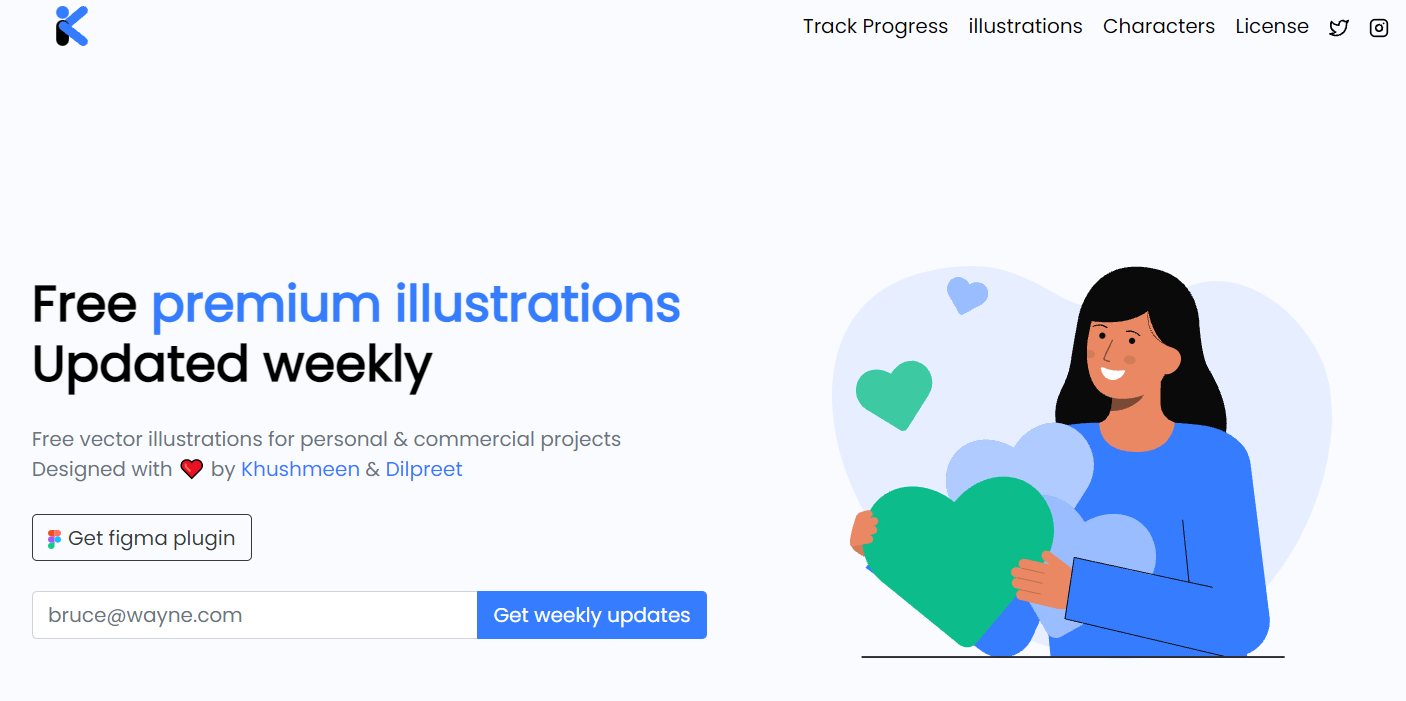 Track Progress illustrations Characters License
Free premium illustrations
Updated weekly
Free vector illustrations for personal & commercial projects
Designed with ❤️ by Khushmeen & Dilpreet
Get figma plugin
bruce@wayne.com Get weekly updates